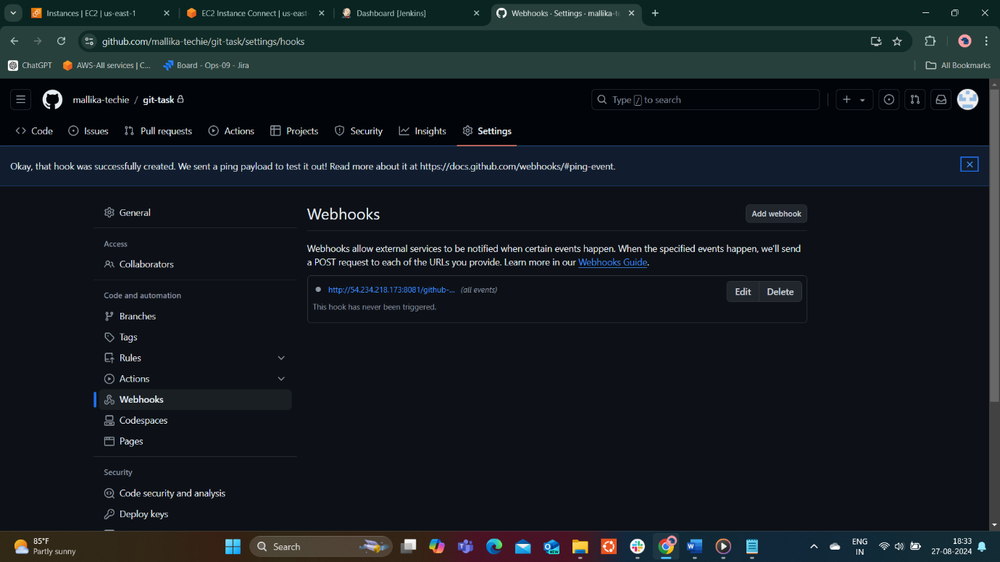 Instances | EC2 | us-east-1
EC2 Instance Connect | us-east-
Dashboard [Jenkins]
Webhooks · Settings · mallika-te
github.com/mallika-techie/git-task/settings/hooks
ChatGPT
AWS-All services | C...
Board - Ops-09 - Jira
All Bookmarks
mallika-techie / git-task
Type / to search
Code
Issues
Pull requests
Actions
Projects
Security
Insights
Settings
Okay, that hook was successfully created. We sent a ping payload to test it out! Read more about it at https://docs.github.com/webhooks/#ping-event.
General
Access
Collaborators
Code and automation
Branches
Tags
Rules
Actions
Webhooks
Codespaces
Pages
Security
Code security and analysis
Deploy keys
Webhooks
Add webhook
Webhooks allow external services to be notified when certain events happen. When the specified events happen, we'll send
a POST request to each of the URLs you provide. Learn more in our Webhooks Guide.
http://54.234.218.173:8081/github-... (all events)
Edit
Delete
This hook has never been triggered.
85°F
Partly sunny
Search
NEW
ENG
IN
18:33
27-08-2024